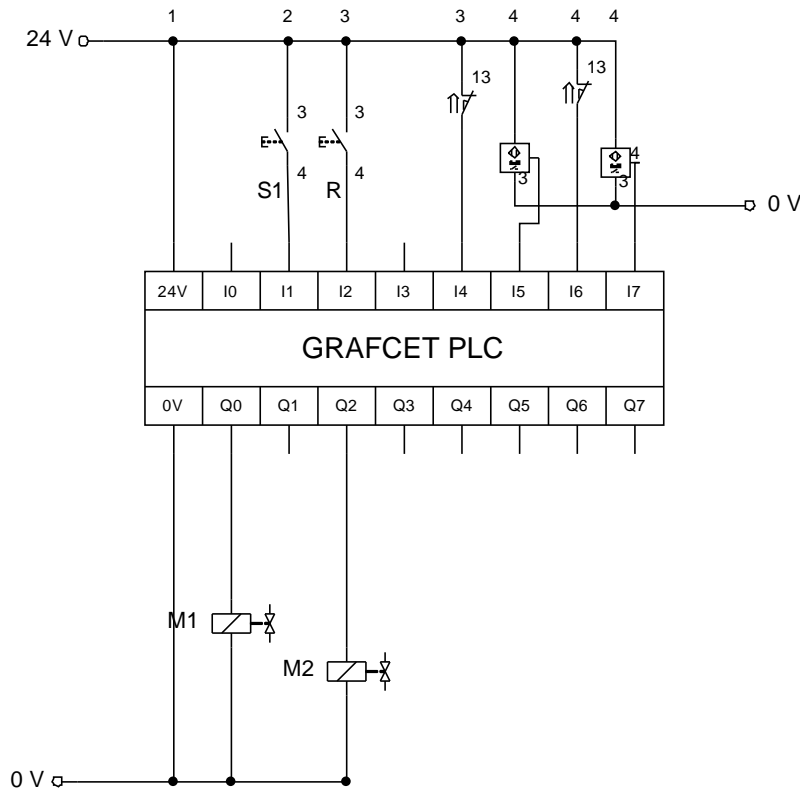 1 2 3 3 4 4 4
24 V
13 13
3 3
4
4 4 3 3
S1 R
0 V
24V I0 I1 I2 I3 I4 I5 I6 I7
GRAFCET PLC
0V Q0 Q1 Q2 Q3 Q4 Q5 Q6 Q7
M1
M2
0 V